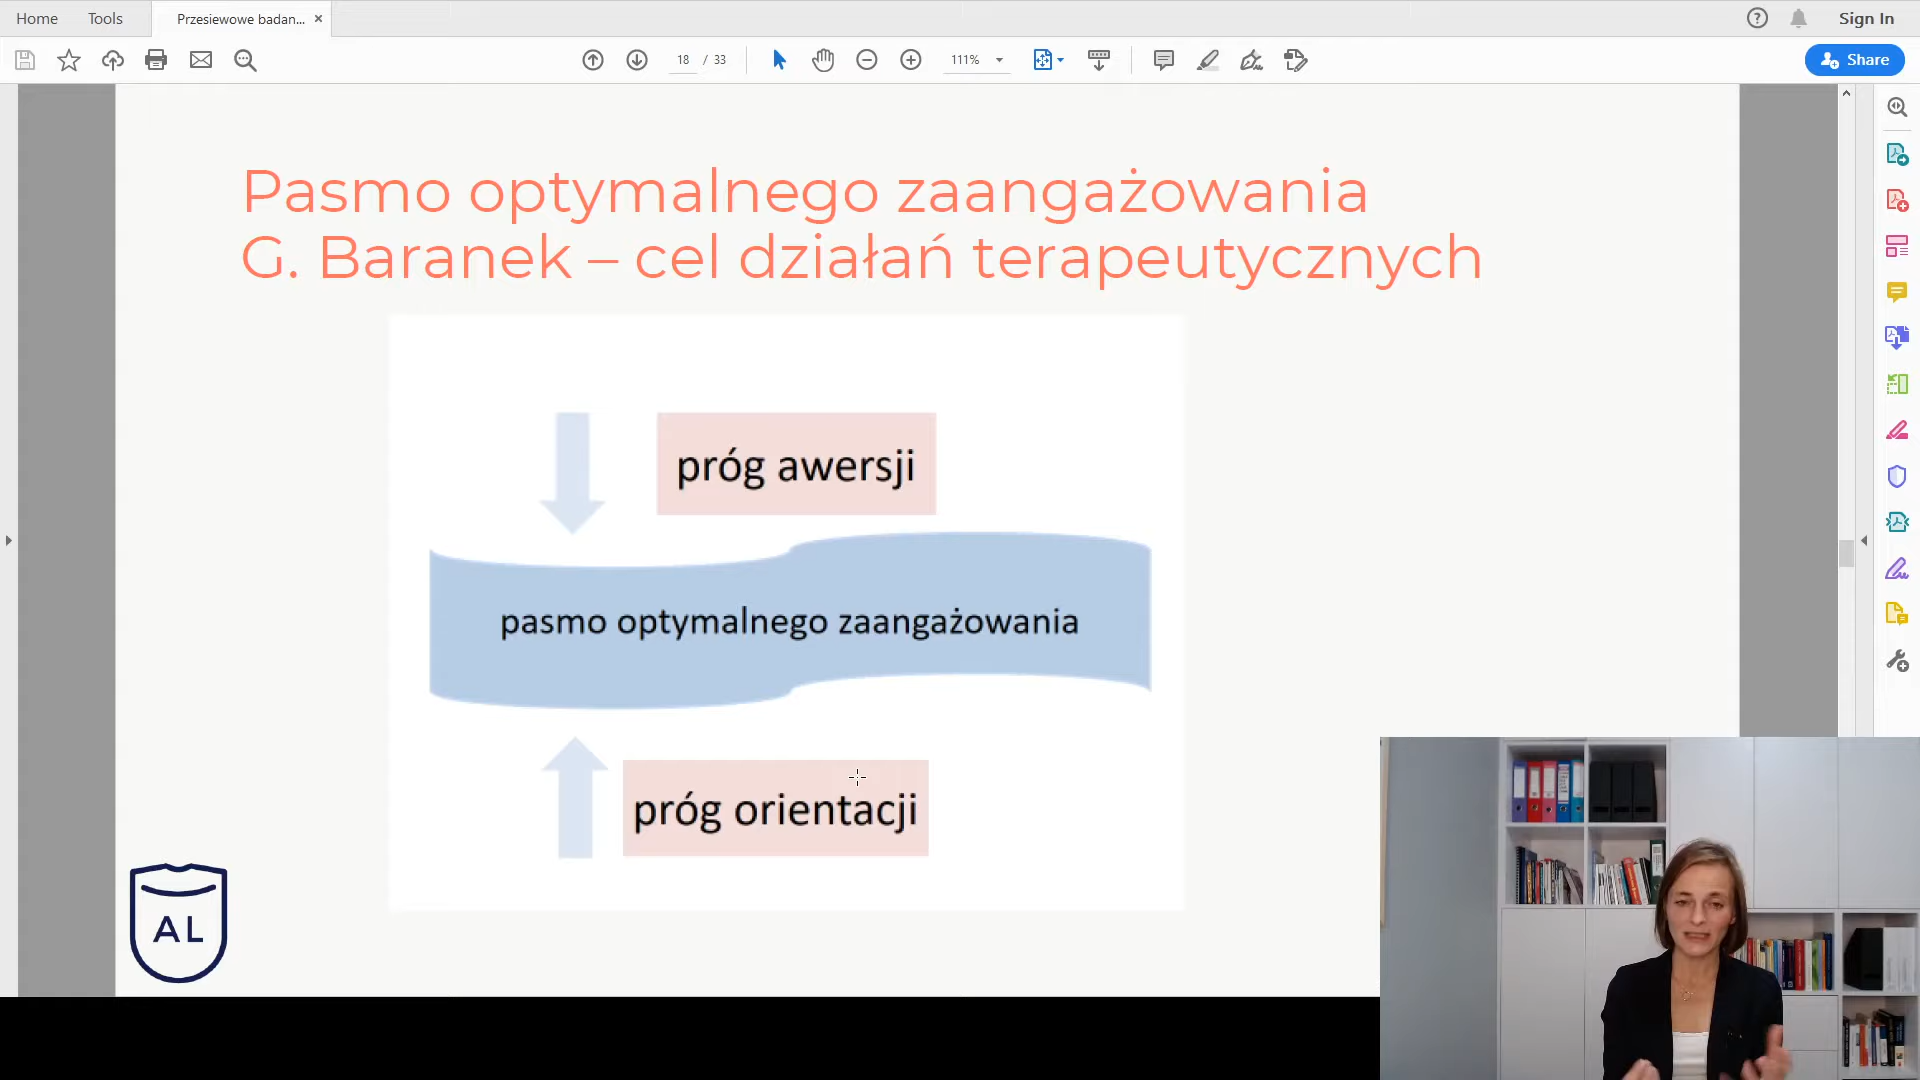 Home Tools Przesiewowe badan... × Sign In
18 / 33 111% Share
Pasmo optymalnego zaangażowania
G. Baranek – cel działań terapeutycznych
próg awersji
pasmo optymalnego zaangażowania
próg orientacji
AL